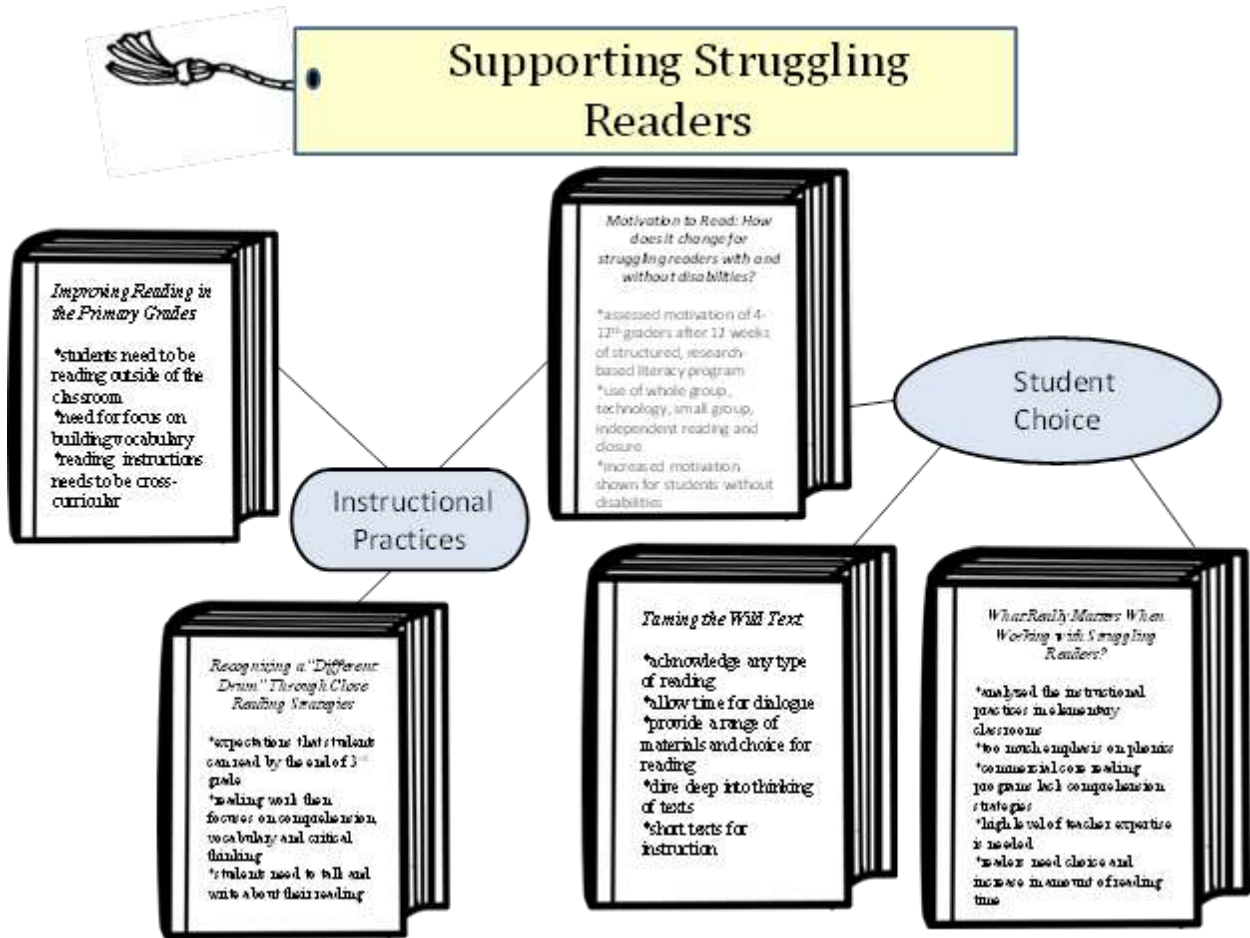 Supporting Struggling
Readers
Improving Reading in
the Primary Grades
*students need to be
reading outside of the
classroom
*need for focus on
building vocabulary
*reading instructions
needs to be cross-
curricular
Motivation to Read: How
does it change for
struggling readers with and
without disabilities?
*assessed motivation of 4-
12th graders after 12 weeks
of structured, research-
based literacy program
*use of whole group,
technology, small group,
independent reading and
closure
*increased motivation
shown for students without
disabilities
Student
Choice
Instructional
Practices
Recognizing a "Different
Drum" Through Close
Reading Strategies
*expectations that students
can read by the end of 3rd
grade
*reading work then
focuses on comprehension,
vocabulary and critical
thinking
*students need to talk and
write about their reading
Taming the Wild Text
*acknowledge any type
of reading
*allow time for dialogue
*provide a range of
materials and choice for
reading
*dive deep into thinking
of texts
*short texts for
instruction
What Really Matters When
Working with Struggling
Readers?
*analyzed the instructional
practices in elementary
classrooms
*too much emphasis on phonics
*commercial core reading
programs lack comprehension
strategies
*high level of teacher expertise
is needed
*readers need choice and
increase in amount of reading
time